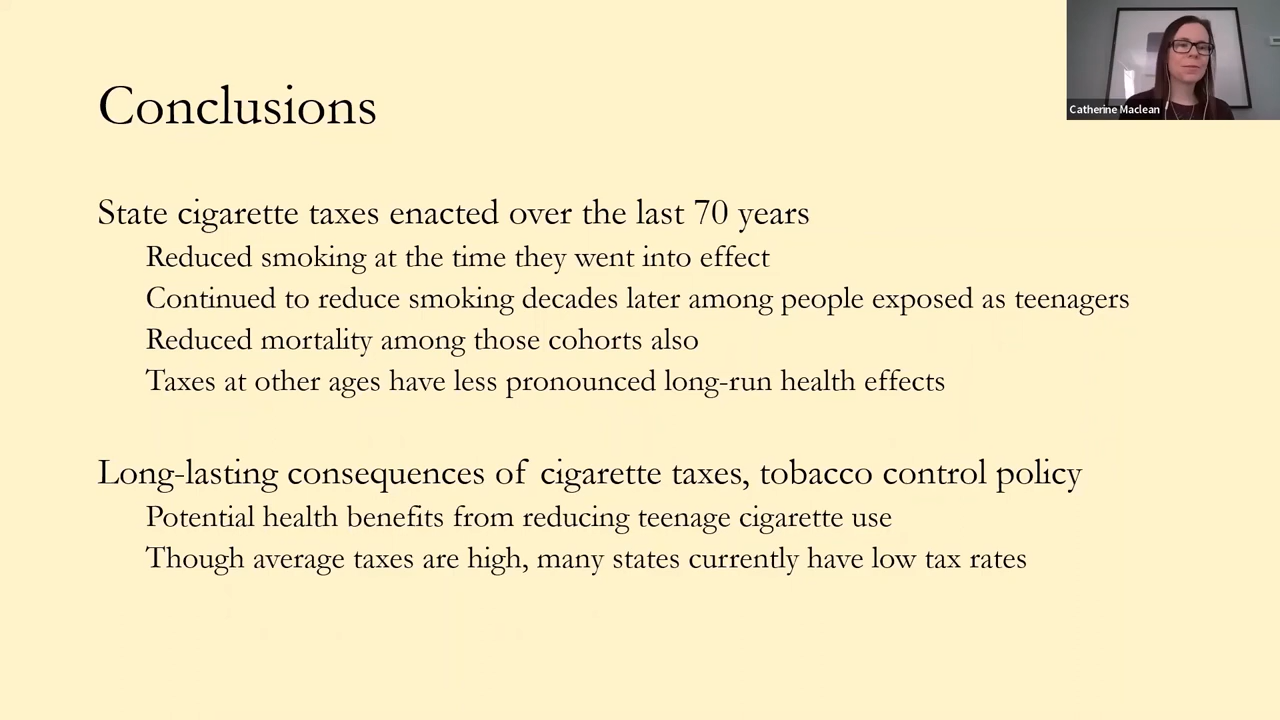 Conclusions
Catherine Maclean
State cigarette taxes enacted over the last 70 years
Reduced smoking at the time they went into effect
Continued to reduce smoking decades later among people exposed as teenagers
Reduced mortality among those cohorts also
Taxes at other ages have less pronounced long-run health effects
Long-lasting consequences of cigarette taxes, tobacco control policy
Potential health benefits from reducing teenage cigarette use
Though average taxes are high, many states currently have low tax rates